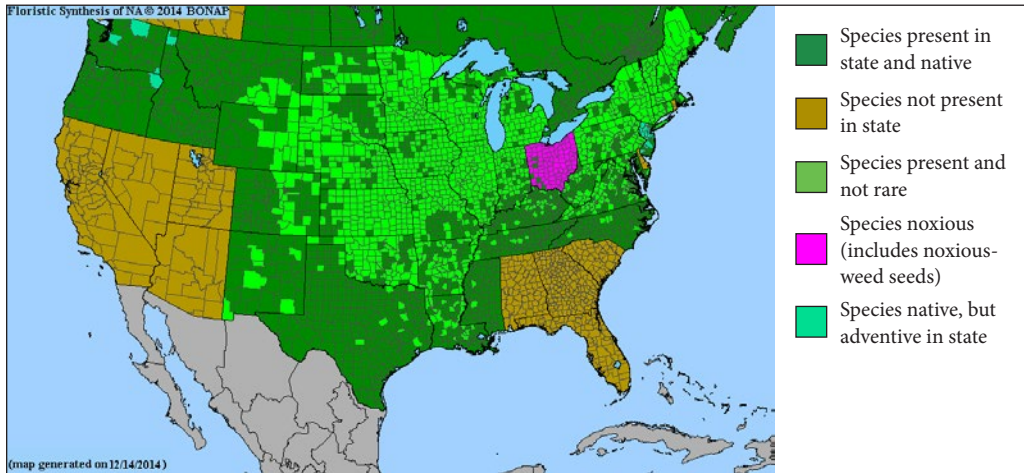 Floristic Synthesis of NA © 2014 BONAP
(map generated on 12/14/2014)
Species present in
state and native
Species not present
in state
Species present and
not rare
Species noxious
(includes noxious-
weed seeds)
Species native, but
adventive in state